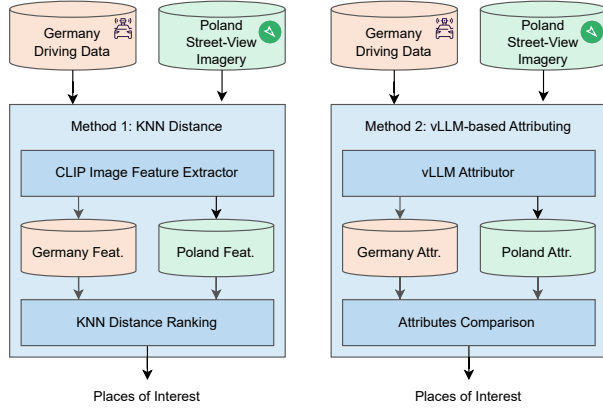 Germany
Driving Data
Poland
Street-View
Imagery
Method 1: KNN Distance
CLIP Image Feature Extractor
Germany Feat.
Poland Feat.
KNN Distance Ranking
Places of Interest
Germany
Driving Data
Poland
Street-View
Imagery
Method 2: vLLM-based Attributing
vLLM Attributor
Germany Attr.
Poland Attr.
Attributes Comparison
Places of Interest